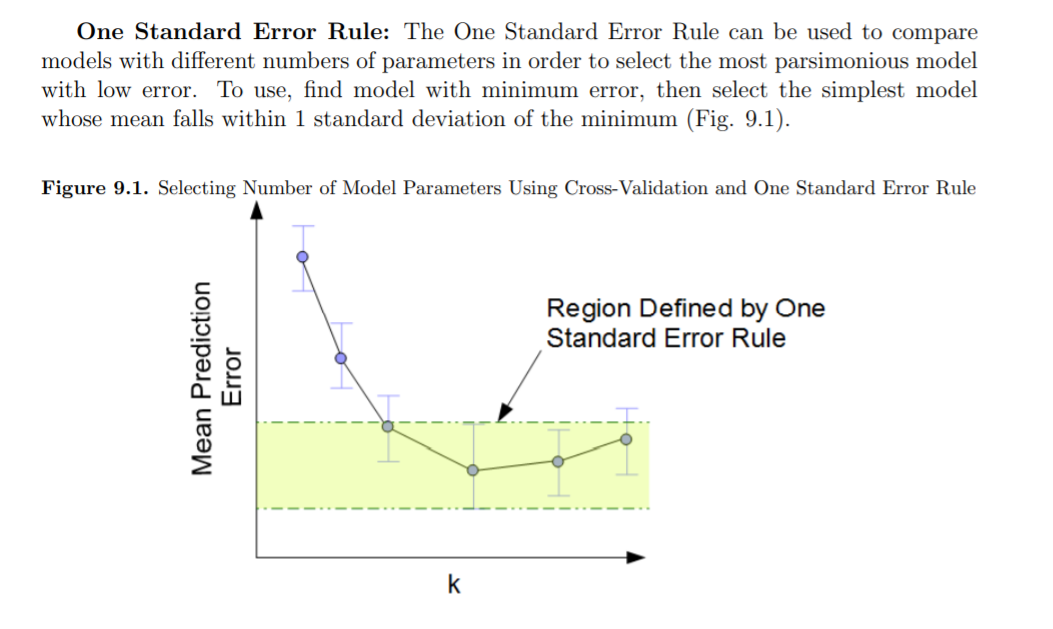 One Standard Error Rule: The One Standard Error Rule can be used to compare
models with different numbers of parameters in order to select the most parsimonious model
with low error. To use, find model with minimum error, then select the simplest model
whose mean falls within 1 standard deviation of the minimum (Fig. 9.1).
Figure 9.1. Selecting Number of Model Parameters Using Cross-Validation and One Standard Error Rule
Mean Prediction
Error
Region Defined by One
Standard Error Rule
k